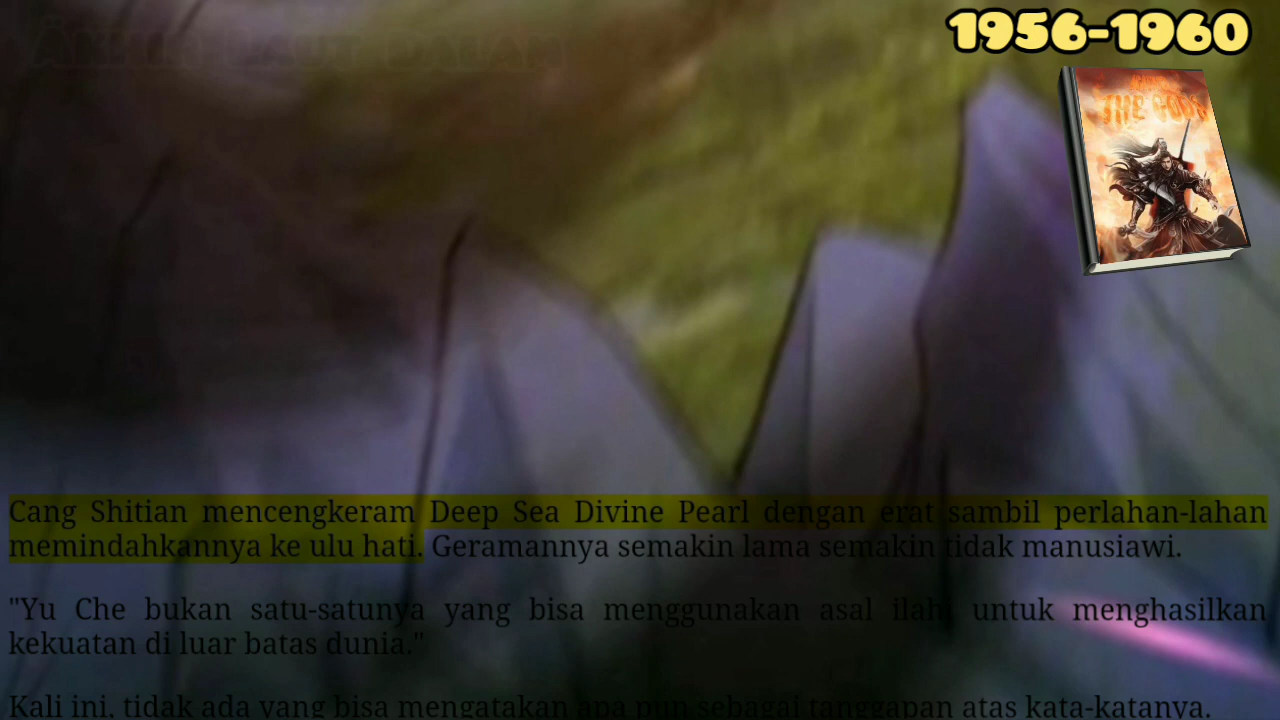 1956-1960
THE GODS
Cang Shitian mencengkeram Deep Sea Divine Pearl dengan erat sambil perlahan-lahan
memindahkannya ke ulu hati. Geramannya semakin lama semakin tidak manusiawi.
"Yu Che bukan satu-satunya yang bisa menggunakan asal ilahi untuk menghasilkan
kekuatan di luar batas dunia."
Kali ini, tidak ada yang bisa mengatakan apa pun sebagai tanggapan atas kata-katanya.